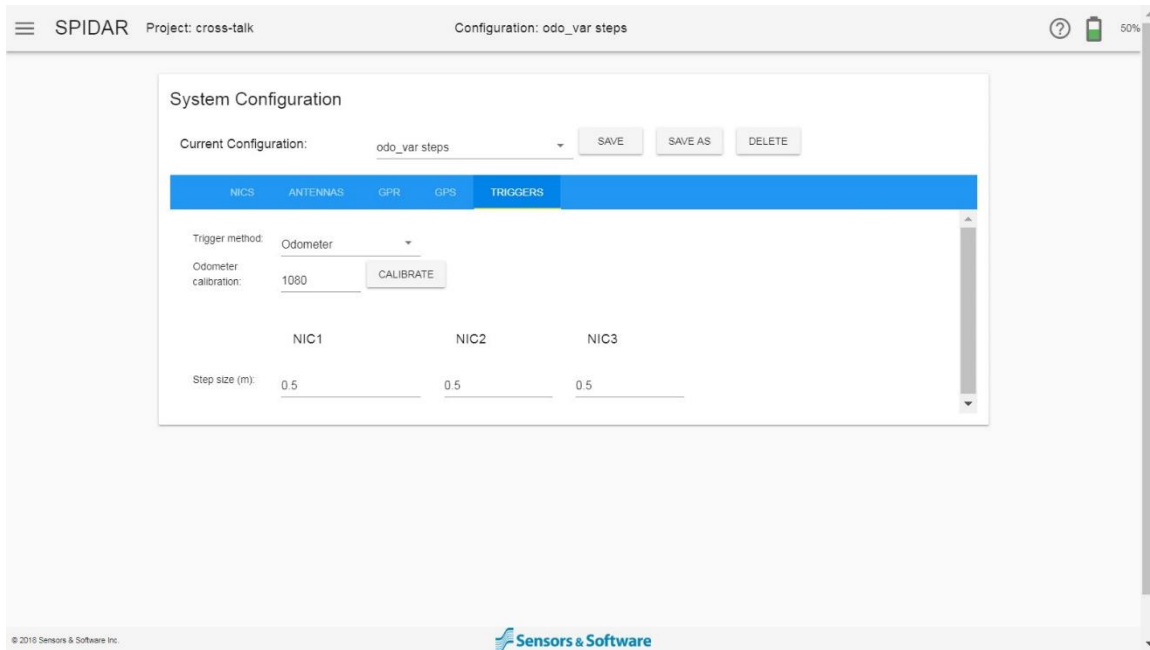 SPIDAR Project: cross-talk Configuration: odo_var steps 50%
System Configuration
Current Configuration: odo_var steps SAVE SAVE AS DELETE
NICS ANTENNAS GPR GPS TRIGGERS
Trigger method: Odometer
Odometer
calibration: 1080 CALIBRATE
NIC1 NIC2 NIC3
Step size (m): 0.5 0.5 0.5
© 2018 Sensors & Software Inc. Sensors & Software